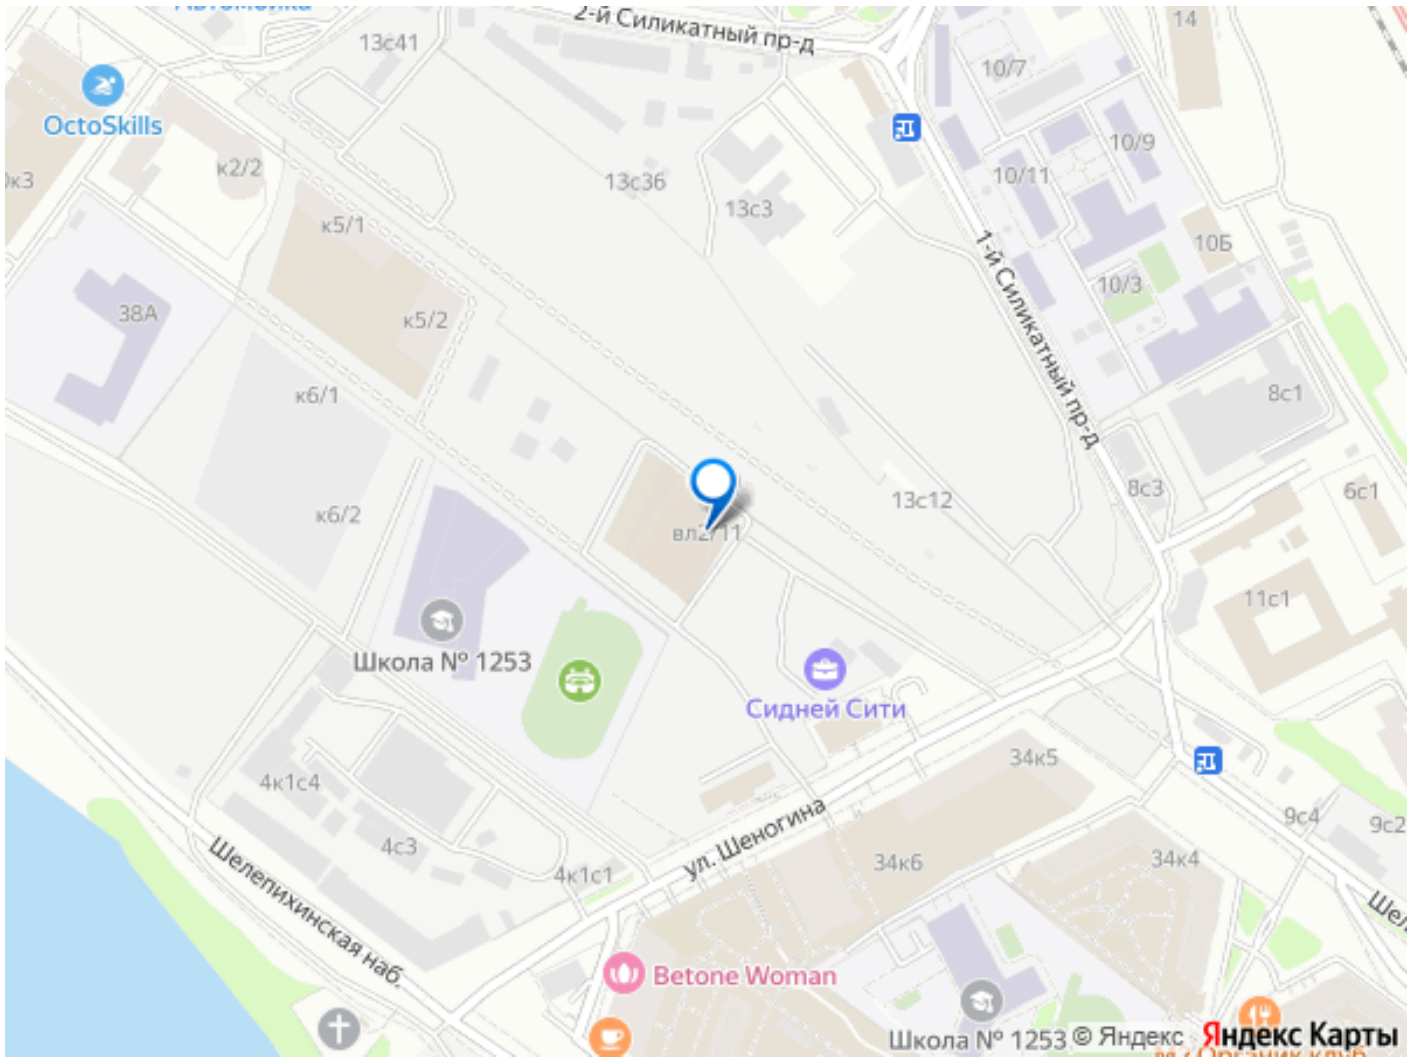 2-й Силикатный пр-д
14
13с41
10/7
OctoSkills
10/9
к2/2
10/11
13с36
13с3
к5/1
10Б
1-й Силикатный пр-д
10/3
38А
к5/2
к6/1
8с1
8с3
6с1
13с12
к6/2
вл2/11
11с1
Школа № 1253
Сидней Сити
34к5
4к1с4
ул. Шеногина
9с4
9с2
4с3
34к6
34к4
4к1с1
Шелепихинская наб.
Шел
Betone Woman
Школа № 1253
© Яндекс
Яндекс Карты